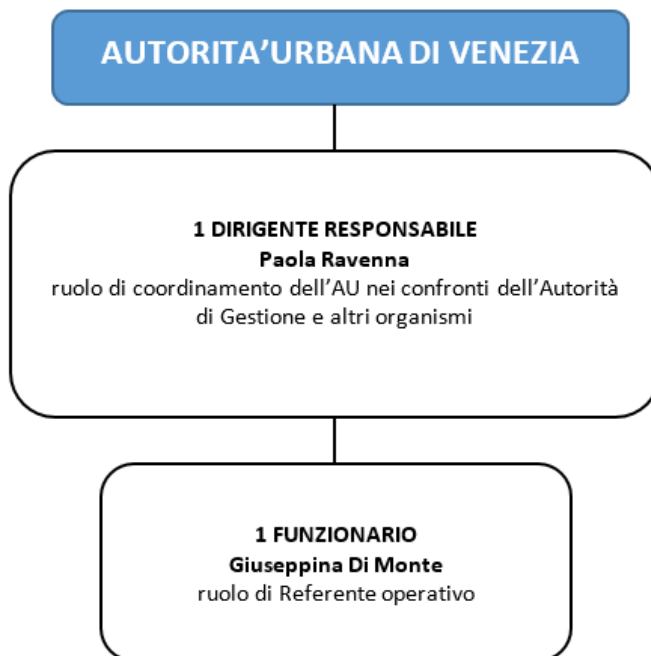 AUTORITA’URBANA DI VENEZIA
1 DIRIGENTE RESPONSABILE
Paola Ravenna
ruolo di coordinamento dell’AU nei confronti dell’Autorità
di Gestione e altri organismi
1 FUNZIONARIO
Giuseppina Di Monte
ruolo di Referente operativo